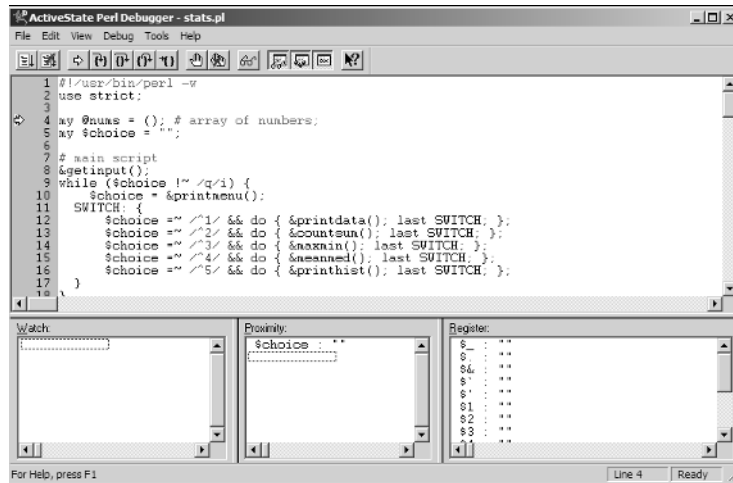 ActiveState Perl Debugger - stats.pl
File Edit View Debug Tools Help
1 #!/usr/bin/perl -w
2 use strict;
3
4 my @nums = (); # array of numbers;
5 my $choice = "";
6
7 # main script
8 &getinput();
9 while ($choice !~ /q/i) {
10 $choice = &printmenu();
11 SWITCH: {
12 $choice =~ /^1/ && do { &printdata(); last SWITCH; };
13 $choice =~ /^2/ && do { &countsum(); last SWITCH; };
14 $choice =~ /^3/ && do { &maxmin(); last SWITCH; };
15 $choice =~ /^4/ && do { &meanmed(); last SWITCH; };
16 $choice =~ /^5/ && do { &printhist(); last SWITCH; };
17 }
18 }
Watch:
Proximity:
$choice : ""
Register:
$_ : ""
$& : ""
$` : ""
$' : ""
$1 : ""
$2 : ""
$3 : ""
For Help, press F1
Line 4
Ready